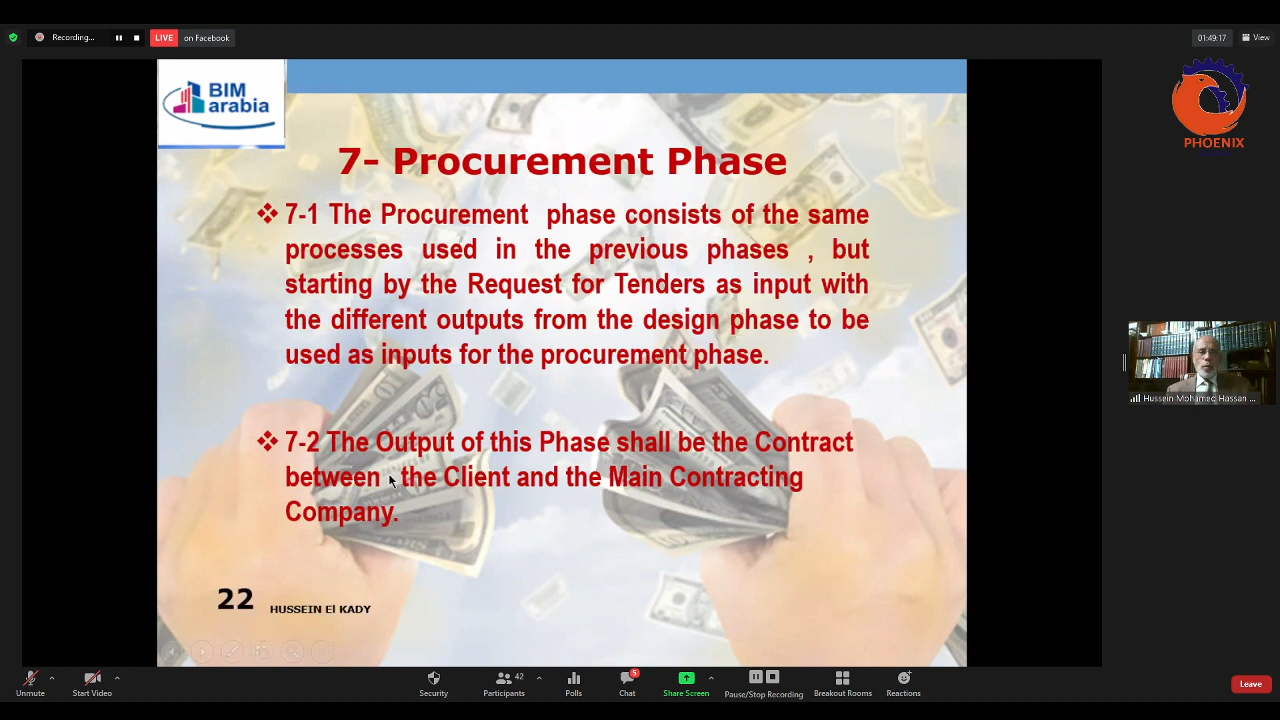 Recording...
LIVE
on Facebook
01:49:17
View
BIM
arabia
PHOENIX
7- Procurement Phase
7-1 The Procurement phase consists of the same
processes used in the previous phases , but
starting by the Request for Tenders as input with
the different outputs from the design phase to be
used as inputs for the procurement phase.
7-2 The Output of this Phase shall be the Contract
between the Client and the Main Contracting
Company.
22
HUSSEIN El KADY
Hussein Mohamed Hassan ...
Unmute
Start Video
Security
42
Participants
Polls
5
Chat
Share Screen
Pause/Stop Recording
Breakout Rooms
Reactions
Leave